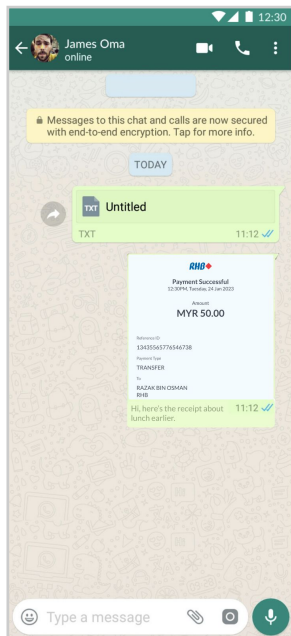 12:30
James Oma
online
Messages to this chat and calls are now secured
with end-to-end encryption. Tap for more info.
TODAY
TXT Untitled
TXT 11:12
RHB
Payment Successful
12:30PM, Tuesday, 24 Jan 2023
Amount
MYR 50.00
Reference ID
13435565776546738
Payment Type
TRANSFER
To
RAZAK BIN OSMAN
RHB
Hi, here's the receipt about 11:12
lunch earlier.
Type a message